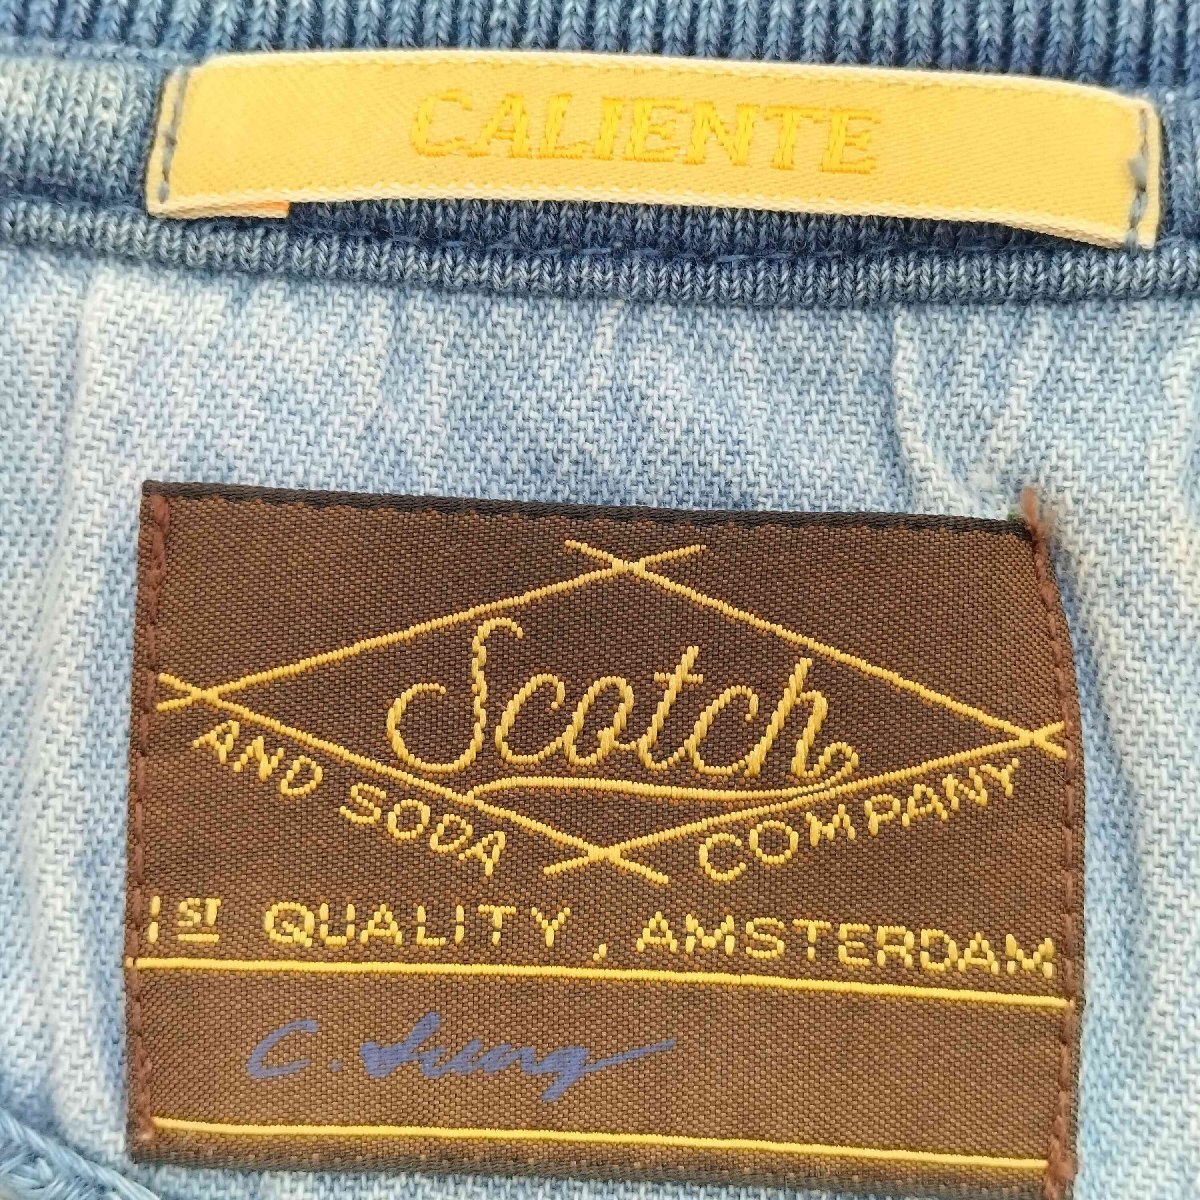 CALIENTE
Scotch
AND SODA COMPANY
1ST QUALITY, AMSTERDAM
C.